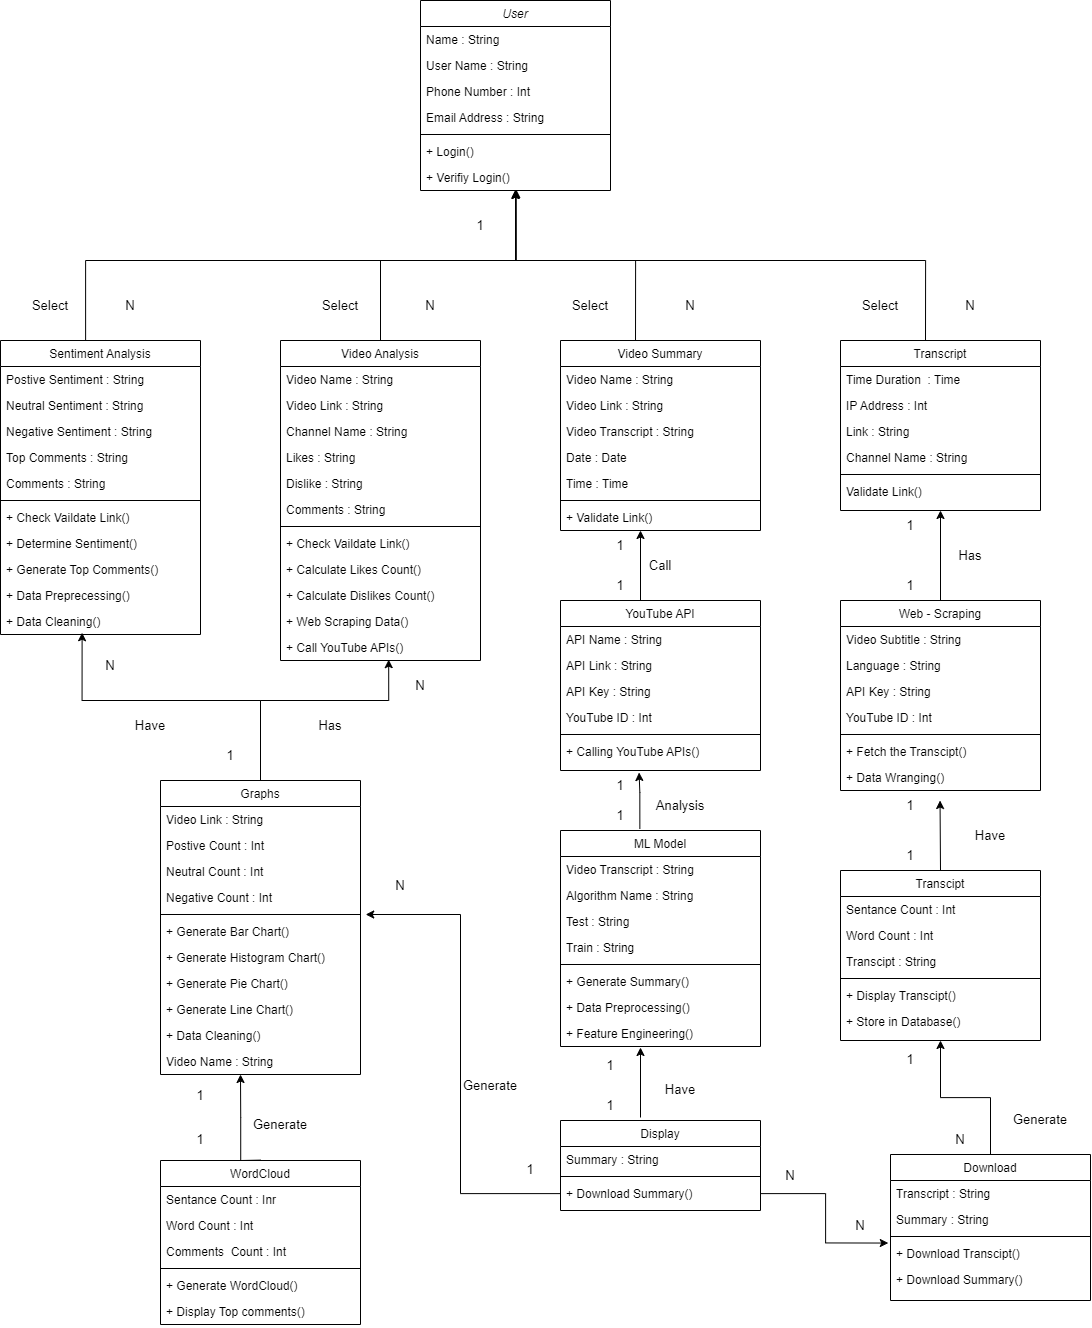 User
Name : String
User Name : String
Phone Number : Int
Email Address : String
+ Login()
+ Verifiy Login()
1
Select
N
Select
N
Select
N
Select
N
Sentiment Analysis
Postive Sentiment : String
Neutral Sentiment : String
Negative Sentiment : String
Top Comments : String
Comments : String
+ Check Vaildate Link()
+ Determine Sentiment()
+ Generate Top Comments()
+ Data Preprecessing()
+ Data Cleaning()
Video Analysis
Video Name : String
Video Link : String
Channel Name : String
Likes : String
Dislike : String
Comments : String
+ Check Vaildate Link()
+ Calculate Likes Count()
+ Calculate Dislikes Count()
+ Web Scraping Data()
+ Call YouTube APIs()
Video Summary
Video Name : String
Video Link : String
Video Transcript : String
Date : Date
Time : Time
+ Validate Link()
Transcript
Time Duration  : Time
IP Address : Int
Link : String
Channel Name : String
Validate Link()
1
Call
1
1
Has
1
YouTube API
API Name : String
API Link : String
API Key : String
YouTube ID : Int
+ Calling YouTube APIs()
Web - Scraping
Video Subtitle : String
Language : String
API Key : String
YouTube ID : Int
+ Fetch the Transcipt()
+ Data Wranging()
N
N
Have
Has
1
Graphs
Video Link : String
Postive Count : Int
Neutral Count : Int
Negative Count : Int
+ Generate Bar Chart()
+ Generate Histogram Chart()
+ Generate Pie Chart()
+ Generate Line Chart()
+ Data Cleaning()
Video Name : String
N
1
Analysis
1
ML Model
Video Transcript : String
Algorithm Name : String
Test : String
Train : String
+ Generate Summary()
+ Data Preprocessing()
+ Feature Engineering()
1
Have
1
Transcipt
Sentance Count : Int
Word Count : Int
Transcipt : String
+ Display Transcipt()
+ Store in Database()
1
Generate
1
Generate
1
Have
1
1
Generate
N
WordCloud
Sentance Count : Inr
Word Count : Int
Comments  Count : Int
+ Generate WordCloud()
+ Display Top comments()
1
Display
Summary : String
+ Download Summary()
N
N
Download
Transcript : String
Summary : String
+ Download Transcipt()
+ Download Summary()